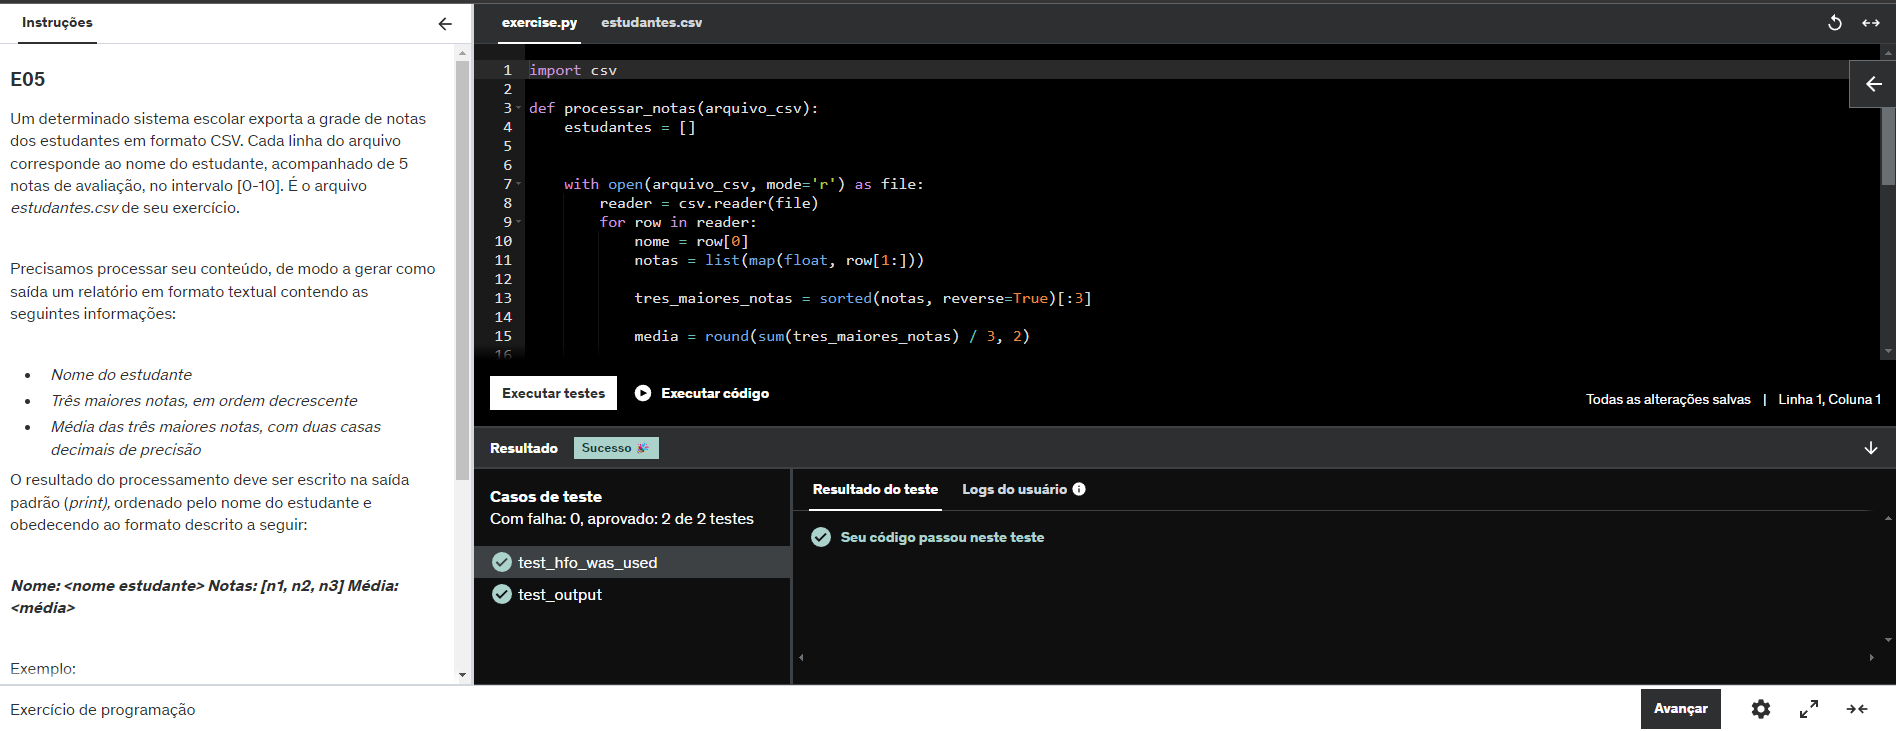 Instruções
E05
Um determinado sistema escolar exporta a grade de notas
dos estudantes em formato CSV. Cada linha do arquivo
corresponde ao nome do estudante, acompanhado de 5
notas de avaliação, no intervalo [0-10]. É o arquivo
estudantes.csv de seu exercício.
Precisamos processar seu conteúdo, de modo a gerar como
saída um relatório em formato textual contendo as
seguintes informações:
• Nome do estudante
• Três maiores notas, em ordem decrescente
• Média das três maiores notas, com duas casas
decimais de precisão
O resultado do processamento deve ser escrito na saída
padrão (print), ordenado pelo nome do estudante e
obedecendo ao formato descrito a seguir:
Nome: <nome estudante> Notas: [n1, n2, n3] Média:
<média>
Exemplo:
exercise.py estudantes.csv
1 import csv
2
3 def processar_notas(arquivo_csv):
4 estudantes = []
5
6
7 with open(arquivo_csv, mode='r') as file:
8 reader = csv.reader(file)
9 for row in reader:
10 nome = row[0]
11 notas = list(map(float, row[1:]))
12
13 tres_maiores_notas = sorted(notas, reverse=True)[:3]
14
15 media = round(sum(tres_maiores_notas) / 3, 2)
16
Executar testes Executar código
Todas as alterações salvas | Linha 1, Coluna 1
Resultado Sucesso 🎉
Casos de teste
Com falha: 0, aprovado: 2 de 2 testes
test_hfo_was_used
test_output
Resultado do teste Logs do usuário
Seu código passou neste teste
Exercício de programação
Avançar